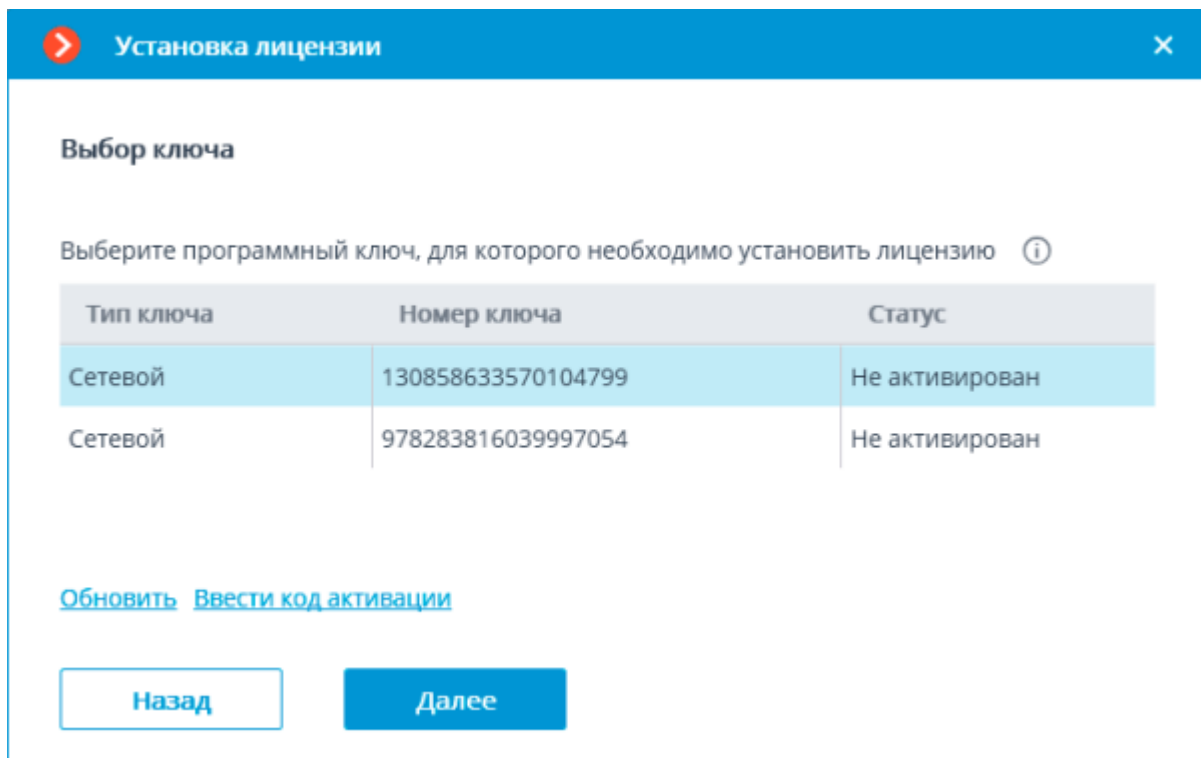 Установка лицензии
Выбор ключа
Выберите программный ключ, для которого необходимо установить лицензию
Тип ключа Номер ключа Статус
Сетевой 130858633570104799 Не активирован
Сетевой 978283816039997054 Не активирован
Обновить Ввести код активации
Назад Далее